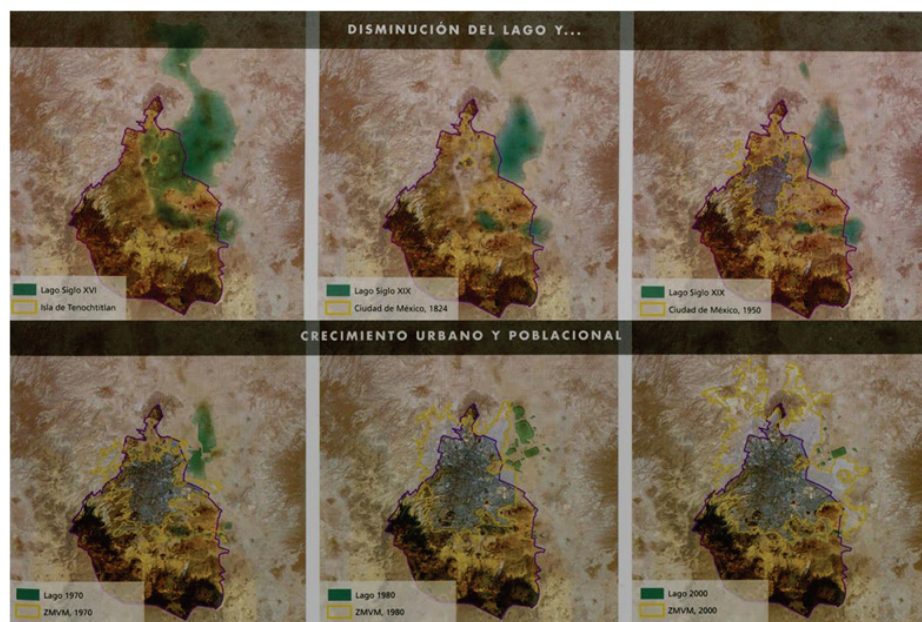 DISMINUCIÓN DEL LAGO Y...
Lago Siglo XVI
Isla de Tenochtitlan
Lago Siglo XIX
Ciudad de México, 1824
Lago Siglo XIX
Ciudad de México, 1950
CRECIMIENTO URBANO Y POBLACIONAL
Lago 1970
ZMVM, 1970
Lago 1980
ZMVM, 1980
Lago 2000
ZMVM, 2000